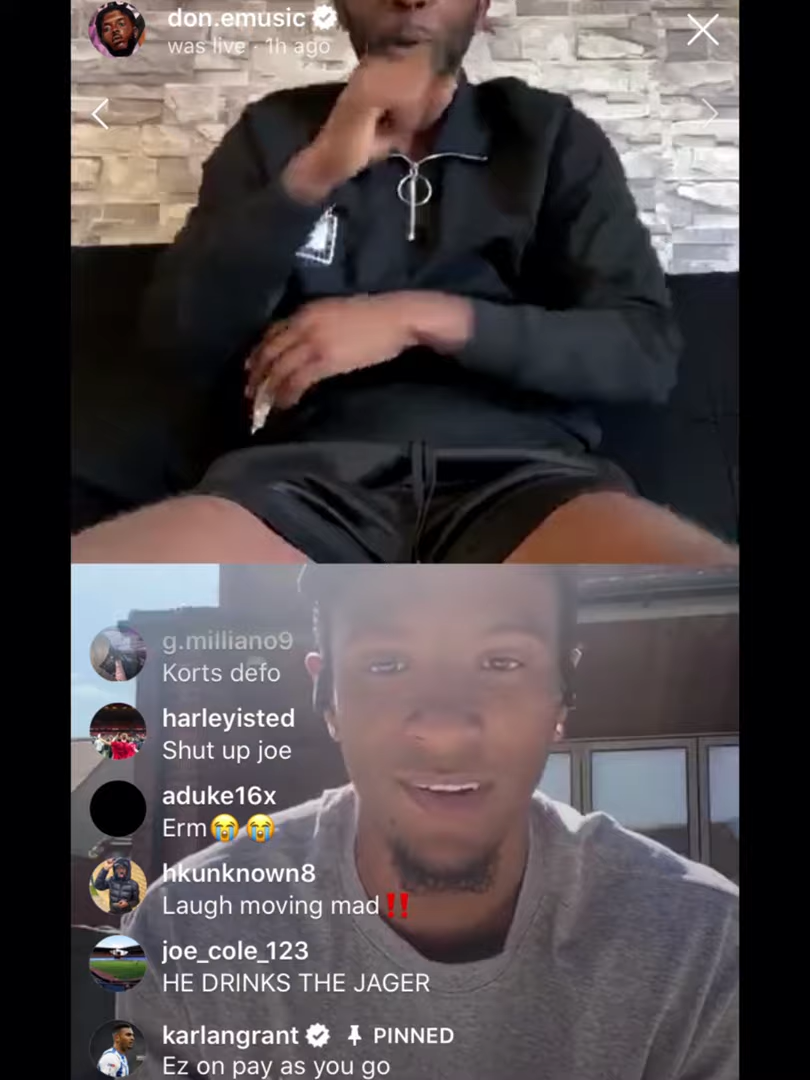 don.emusic
was live · 1h ago
g.milliano9
Korts defo
harleyisted
Shut up joe
aduke16x
Erm😭😭
hkunknown8
Laugh moving mad‼️
joe_cole_123
HE DRINKS THE JAGER
karlangrant PINNED
Ez on pay as you go